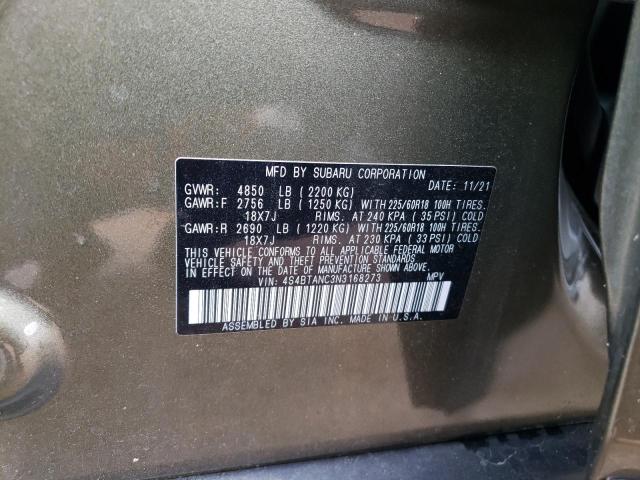 MFD BY SUBARU CORPORATION
GVWR: 4850 LB (2200 KG) DATE: 11/21
GAWR:F 2756 LB (1250 KG) WITH 225/60R18 100H TIRES.
18X7J RIMS. AT 240 KPA (35 PSI) COLD
GAWR:R 2690 LB (1220 KG) WITH 225/60R18 100H TIRES.
18X7J RIMS. AT 230 KPA (33 PSI) COLD
THIS VEHICLE CONFORMS TO ALL APPLICABLE FEDERAL MOTOR
VEHICLE SAFETY AND THEFT PREVENTION STANDARDS
IN EFFECT ON THE DATE OF MANUFACTURE SHOWN ABOVE.
VIN: 4S4BTANC3N3168273 MPV
ASSEMBLED BY SIA INC. MADE IN U.S.A.